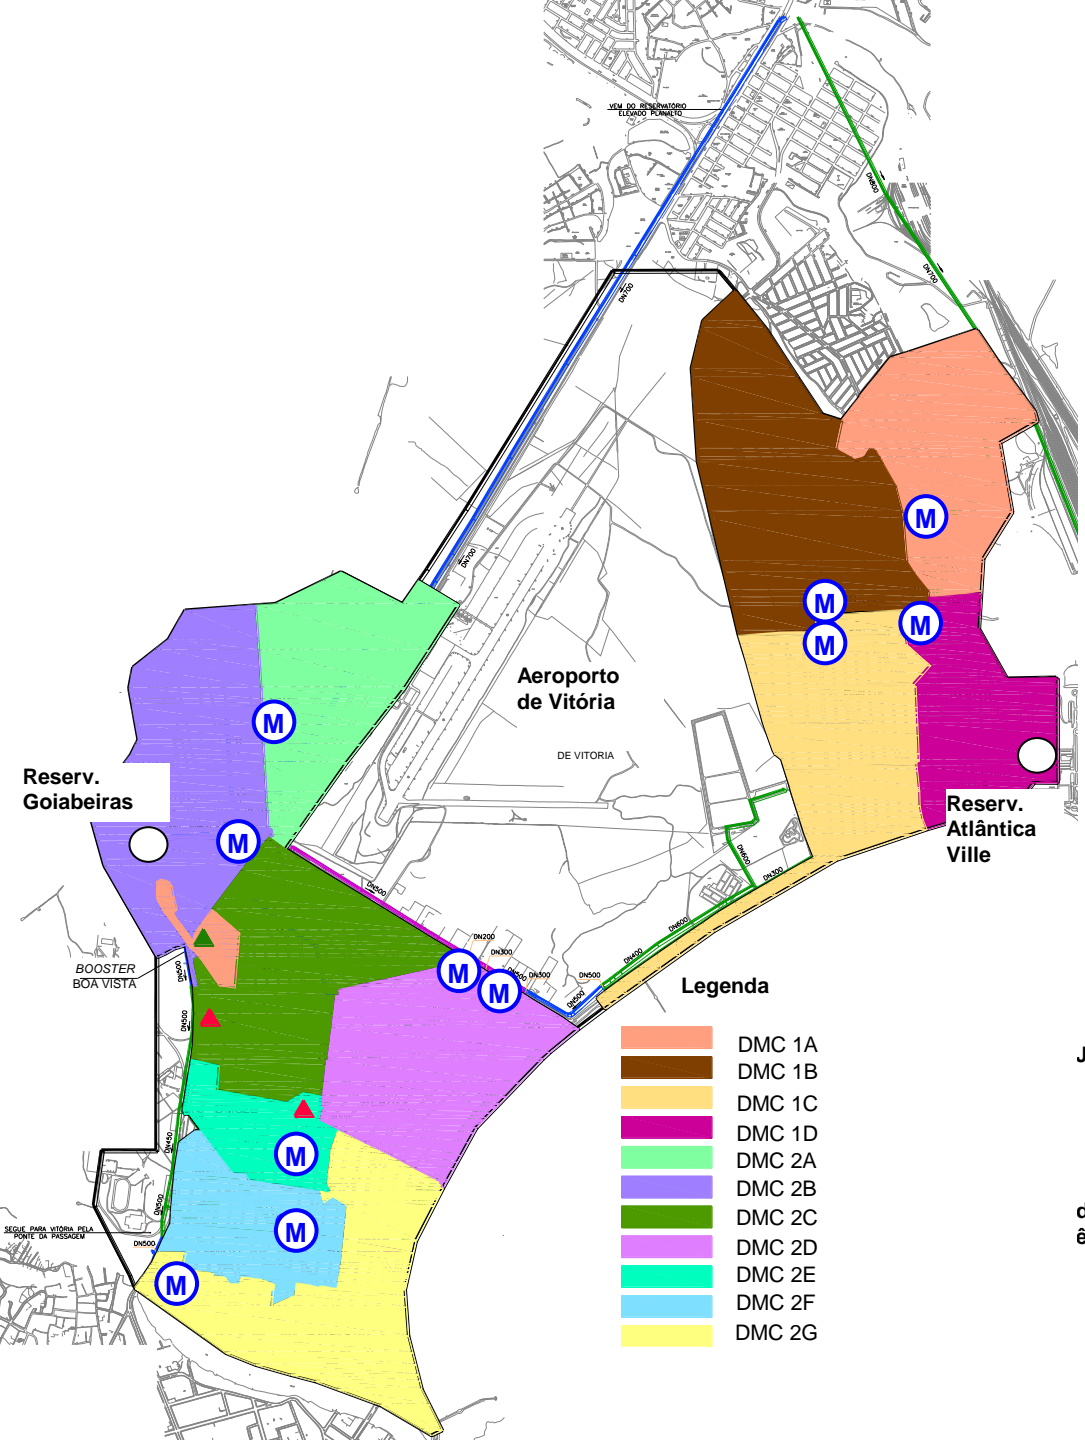 VEM DO RESERVATÓRIO
ELEVADO PLANALTO
DN800
DN700
DN700
DN700
M
M
M
M
Aeroporto
de Vitória
DE VITORIA
M
M
Reserv.
Goiabeiras
Reserv.
Atlântica
Ville
DN600
DN300
DN500
DN600
DN400
DN200
DN300
DN500
DN300
DN500
DN500
M
M
BOOSTER
BOA VISTA
DN500
DN500
Legenda
DMC 1A
DMC 1B
DMC 1C
DMC 1D
DMC 2A
DMC 2B
DMC 2C
DMC 2D
DMC 2E
DMC 2F
DMC 2G
J
d
ê
DN450
M
DN500
M
SEGUE PARA VITÓRIA PELA
PONTE DA PASSAGEM
DN500
M